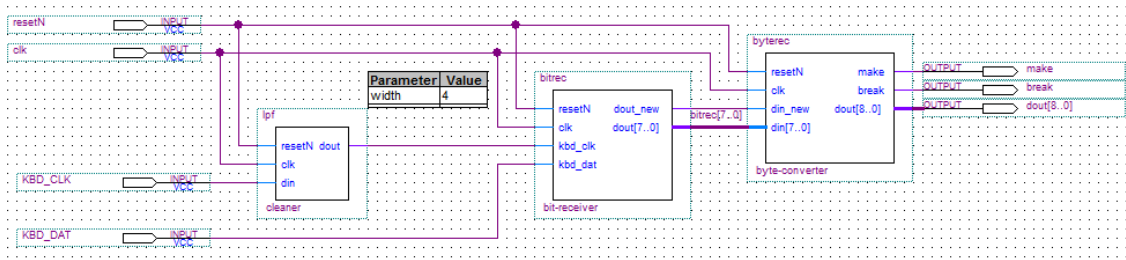 resetN INPUT VCC
clk INPUT VCC
byterec
resetN make
clk break
din_new dout[8..0]
din[7..0]
byte-converter
OUTPUT make
OUTPUT break
OUTPUT dout[8..0]
Parameter Value
width 4
bitrec
resetN dout_new
clk dout[7..0]
kbd_clk
kbd_dat
bit-receiver
bitrec[7..0]
lpf
resetN dout
clk
din
cleaner
KBD_CLK INPUT VCC
KBD_DAT INPUT VCC